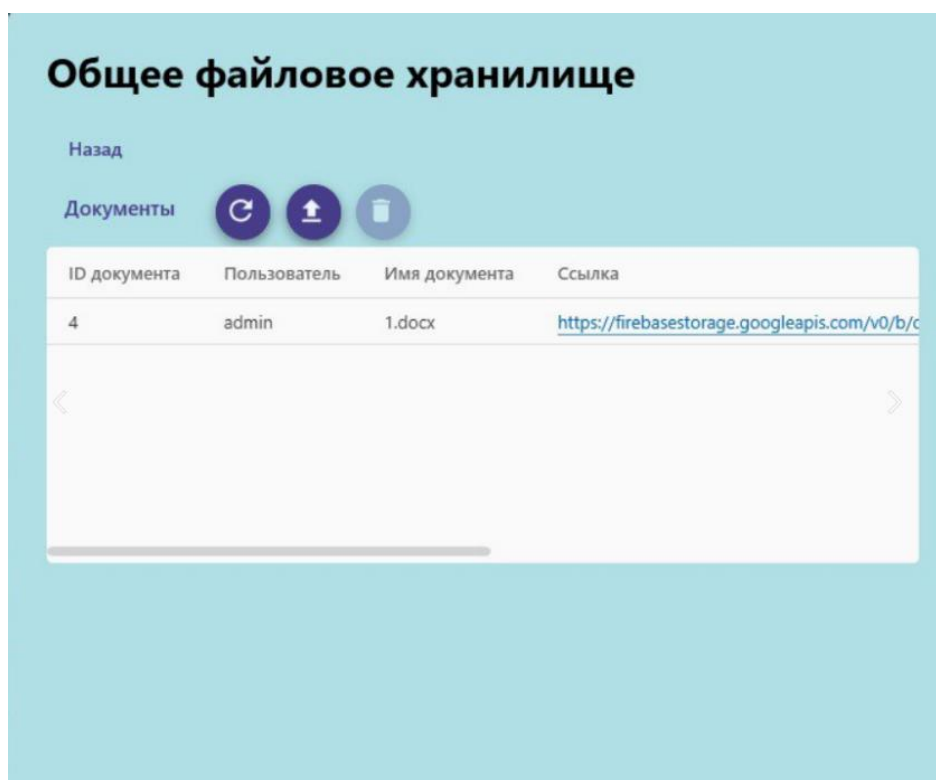 Общее файловое хранилище
Назад
Документы
ID документа Пользователь Имя документа Ссылка
4 admin 1.docx https://firebasestorage.googleapis.com/v0/b/c